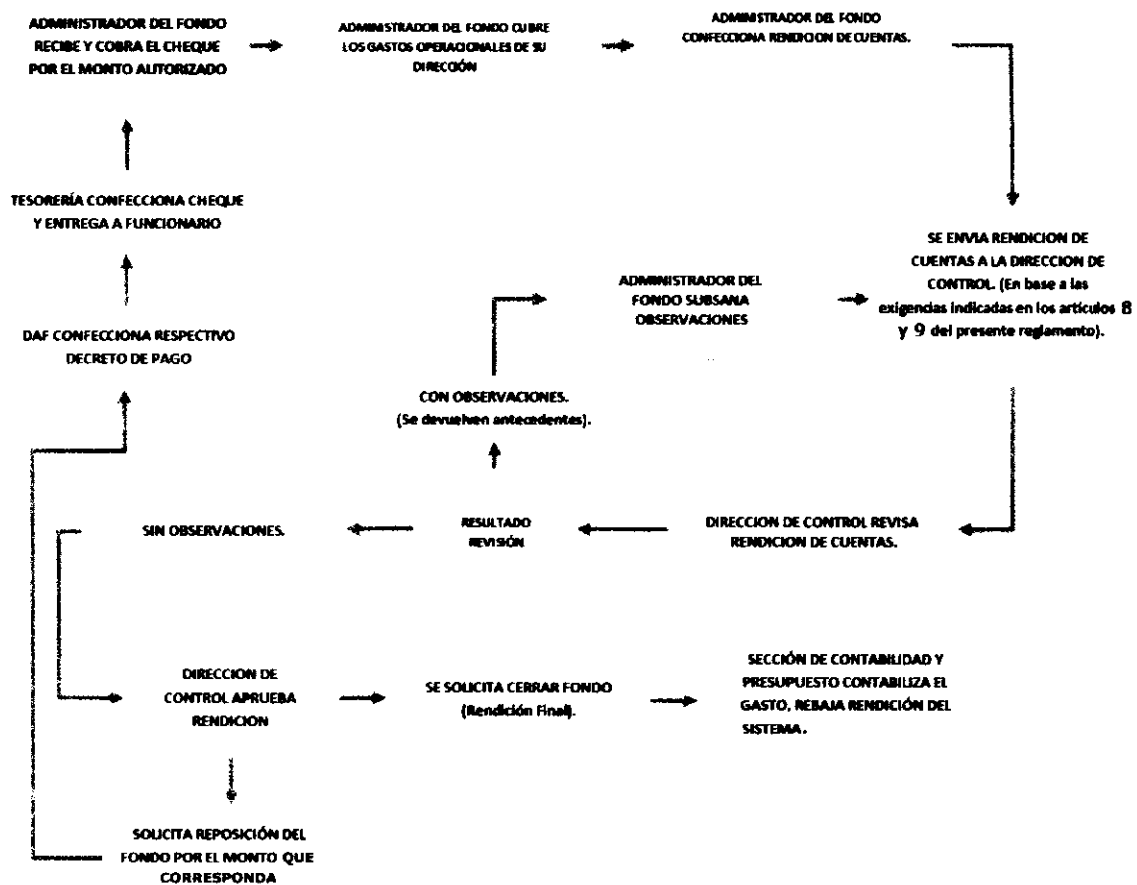 ADMINISTRADOR DEL FONDO
RECIBE Y COBRA EL CHEQUE
POR EL MONTO AUTORIZADO
ADMINISTRADOR DEL FONDO CUBRE
LOS GASTOS OPERACIONALES DE SU
DIRECCIÓN
ADMINISTRADOR DEL FONDO
CONFECCIONA RENDICION DE CUENTAS.
TESORERÍA CONFECCIONA CHEQUE
Y ENTREGA A FUNCIONARIO
SE ENVIA RENDICION DE
CUENTAS A LA DIRECCION DE
CONTROL. (En base a las
exigencias indicadas en los artículos 8
y 9 del presente reglamento).
ADMINISTRADOR DEL
FONDO SUBSANA
OBSERVACIONES
DAF CONFECCIONA RESPECTIVO
DECRETO DE PAGO
CON OBSERVACIONES.
(Se devuelven antecedentes).
SIN OBSERVACIONES.
RESULTADO
REVISIÓN
DIRECCION DE CONTROL REVISA
RENDICION DE CUENTAS.
DIRECCION DE
CONTROL APRUEBA
RENDICION
SE SOLICITA CERRAR FONDO
(Rendición Final).
SECCIÓN DE CONTABILIDAD Y
PRESUPUESTO CONTABILIZA EL
GASTO, REBAJA RENDICIÓN DEL
SISTEMA.
SOLICITA REPOSICIÓN DEL
FONDO POR EL MONTO QUE
CORRESPONDA